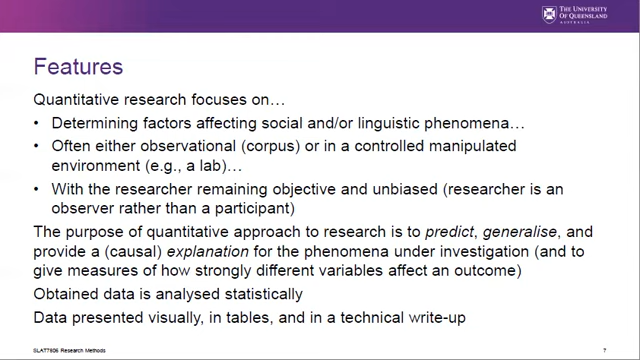 THE UNIVERSITY
OF QUEENSLAND
AUSTRALIA
Features
Quantitative research focuses on…
• Determining factors affecting social and/or linguistic phenomena…
• Often either observational (corpus) or in a controlled manipulated
environment (e.g., a lab)…
• With the researcher remaining objective and unbiased (researcher is an
observer rather than a participant)
The purpose of quantitative approach to research is to predict, generalise, and
provide a (causal) explanation for the phenomena under investigation (and to
give measures of how strongly different variables affect an outcome)
Obtained data is analysed statistically
Data presented visually, in tables, and in a technical write-up
SLAT7806 Research Methods
7